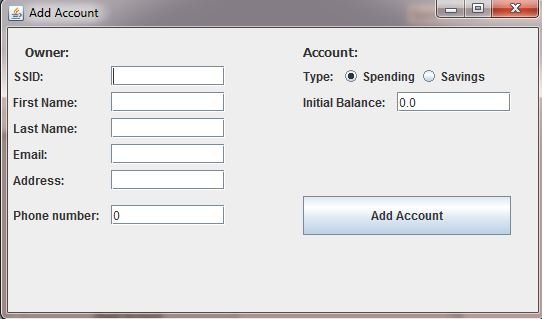 Add Account
Owner:
SSID:
First Name:
Last Name:
Email:
Address:
Phone number: 0
Account:
Type: Spending Savings
Initial Balance: 0.0
Add Account